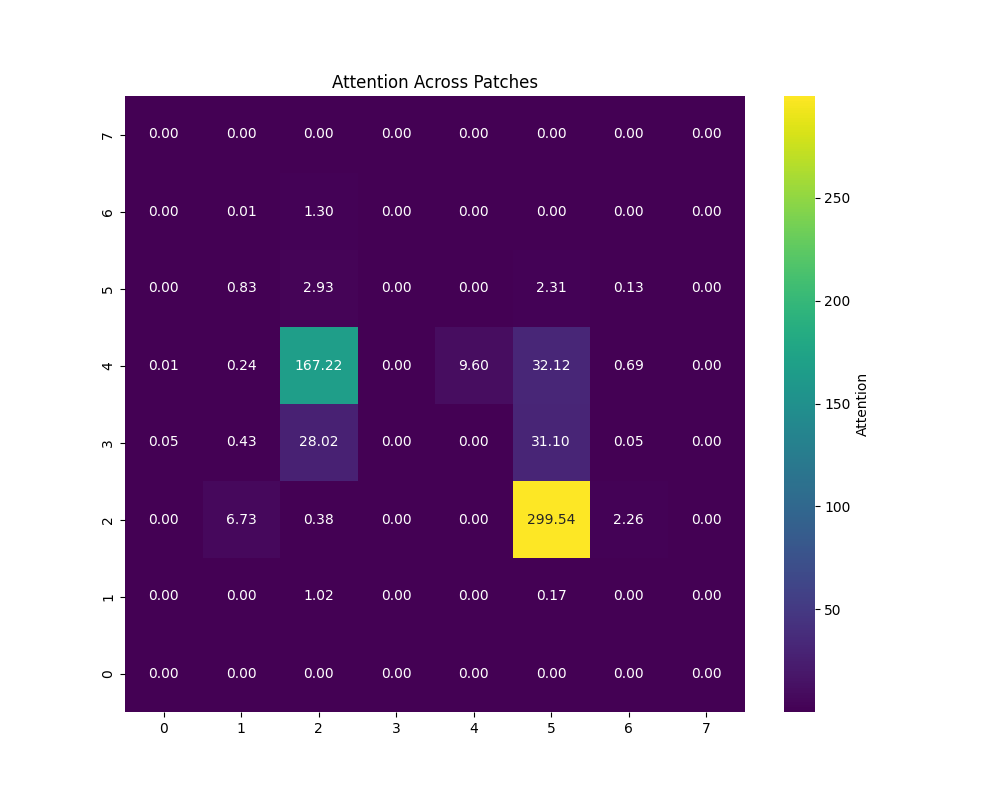 Attention Across Patches
7 0.00 0.00 0.00 0.00 0.00 0.00 0.00 0.00
6 0.00 0.01 1.30 0.00 0.00 0.00 0.00 0.00
5 0.00 0.83 2.93 0.00 0.00 2.31 0.13 0.00
4 0.01 0.24 167.22 0.00 9.60 32.12 0.69 0.00
3 0.05 0.43 28.02 0.00 0.00 31.10 0.05 0.00
2 0.00 6.73 0.38 0.00 0.00 299.54 2.26 0.00
1 0.00 0.00 1.02 0.00 0.00 0.17 0.00 0.00
0 0.00 0.00 0.00 0.00 0.00 0.00 0.00 0.00
0 1 2 3 4 5 6 7
250
200
150
100
50
Attention